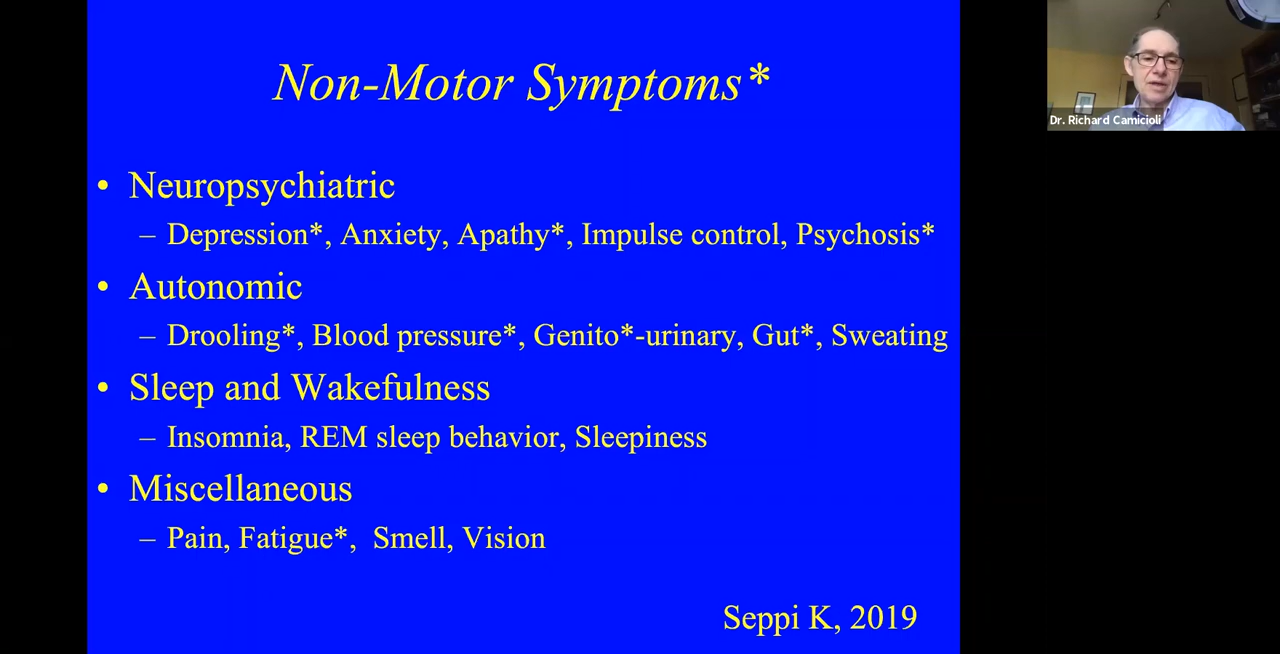 Non-Motor Symptoms*
• Neuropsychiatric
– Depression*, Anxiety, Apathy*, Impulse control, Psychosis*
• Autonomic
– Drooling*, Blood pressure*, Genito*-urinary, Gut*, Sweating
• Sleep and Wakefulness
– Insomnia, REM sleep behavior, Sleepiness
• Miscellaneous
– Pain, Fatigue*,  Smell, Vision
Seppi K, 2019
Dr. Richard Camicioli